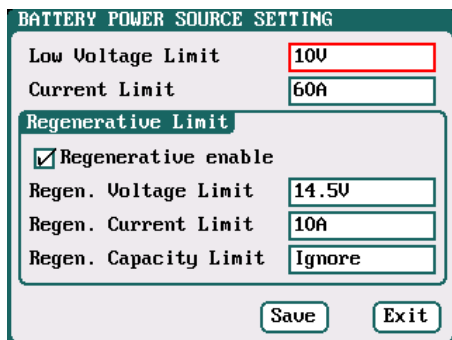 BATTERY POWER SOURCE SETTING
Low Voltage Limit 10V
Current Limit 60A
Regenerative Limit
Regenerative enable
Regen. Voltage Limit 14.5V
Regen. Current Limit 10A
Regen. Capacity Limit Ignore
Save Exit